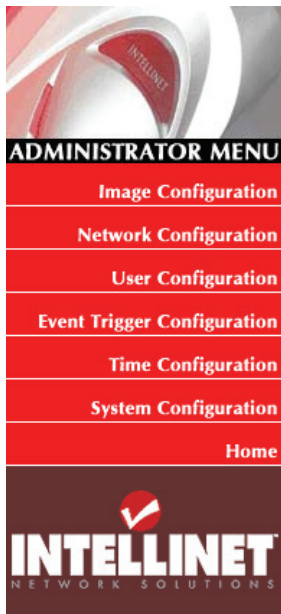 INTELLINET
ADMINISTRATOR MENU
Image Configuration
Network Configuration
User Configuration
Event Trigger Configuration
Time Configuration
System Configuration
Home
INTELLINET
NETWORK SOLUTIONS